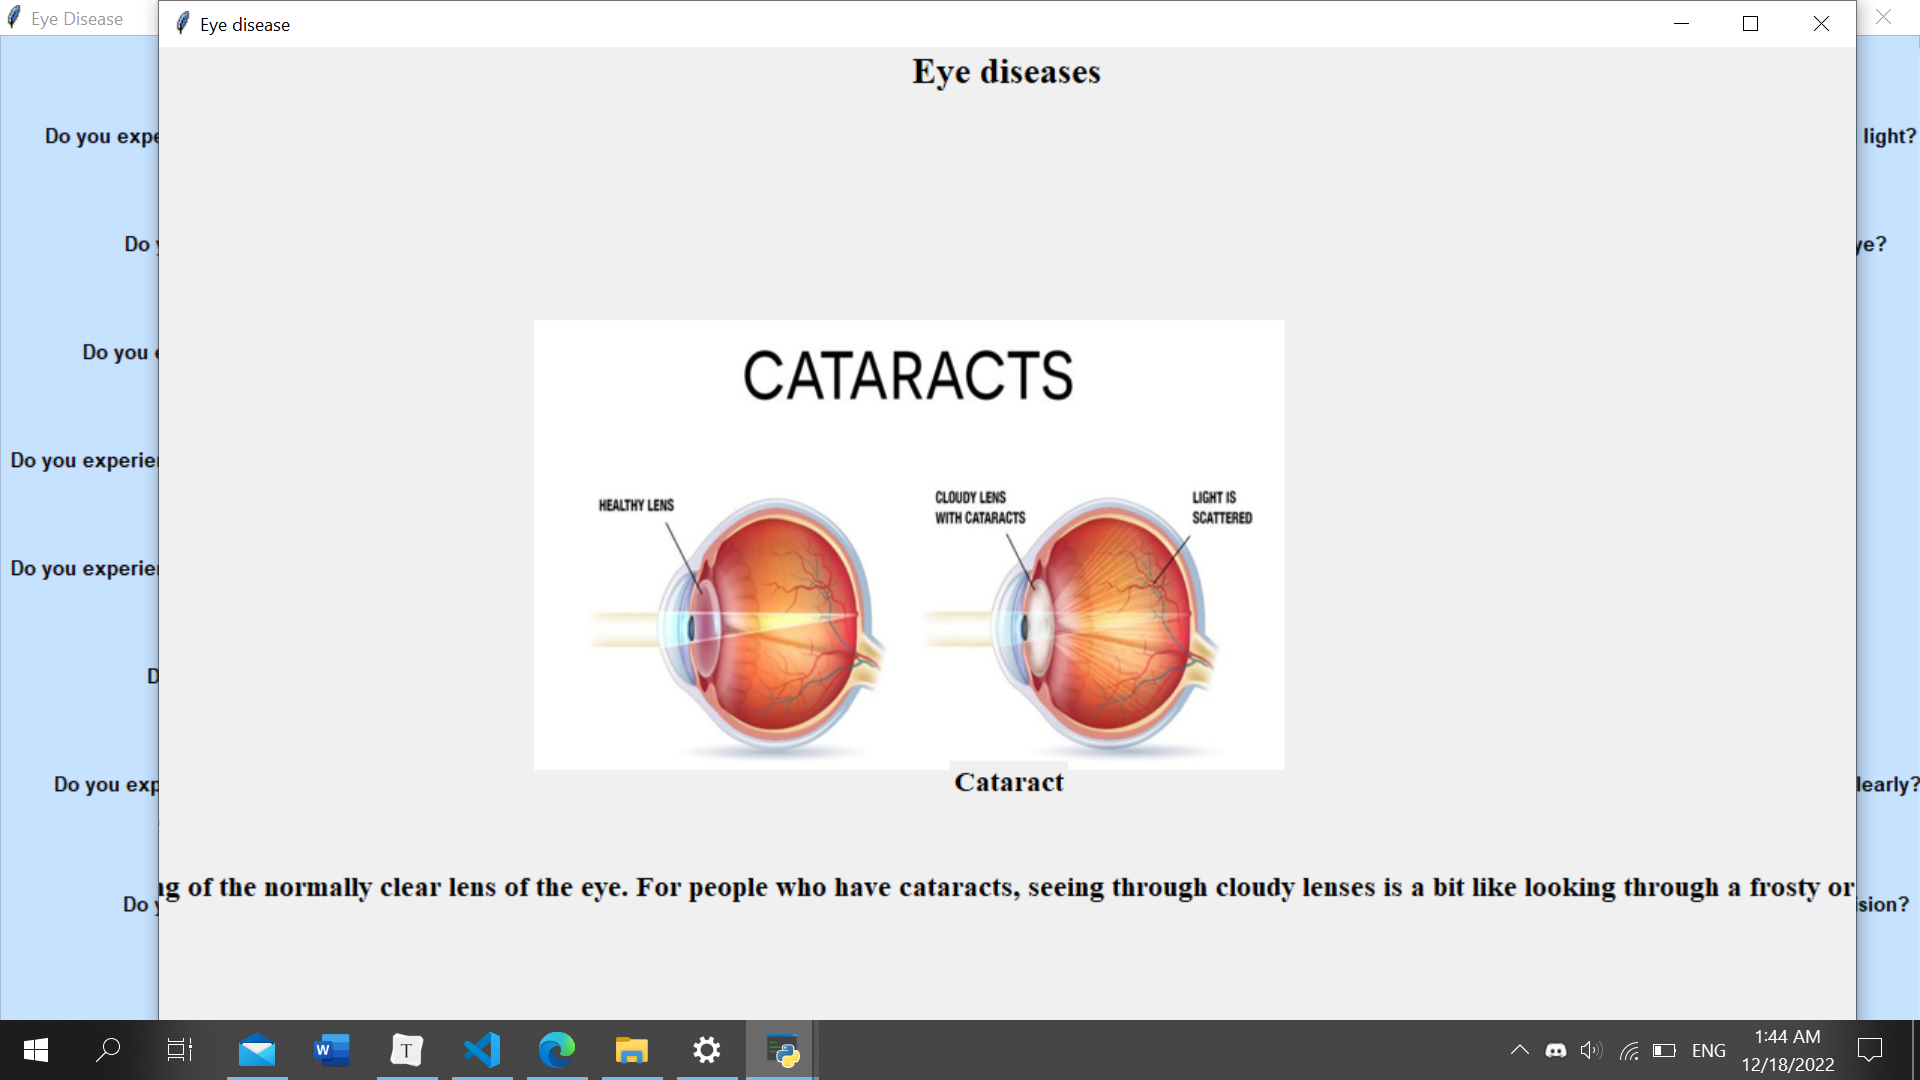 Eye Disease
Eye disease
Eye diseases
Do you expe
light?
Do y
ye?
Do you e
CATARACTS
Do you experie
HEALTHY LENS
CLOUDY LENS
WITH CATARACTS
LIGHT IS
SCATTERED
Do you experie
D
Do you exp
learly?
Cataract
ng of the normally clear lens of the eye. For people who have cataracts, seeing through cloudy lenses is a bit like looking through a frosty or
Do y
ision?
W
T
ENG
1:44 AM
12/18/2022